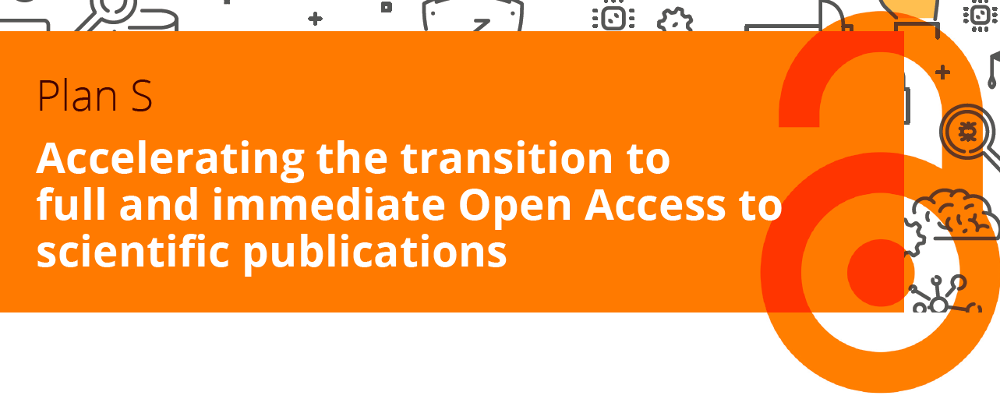 Plan S
Accelerating the transition to
full and immediate Open Access to
scientific publications